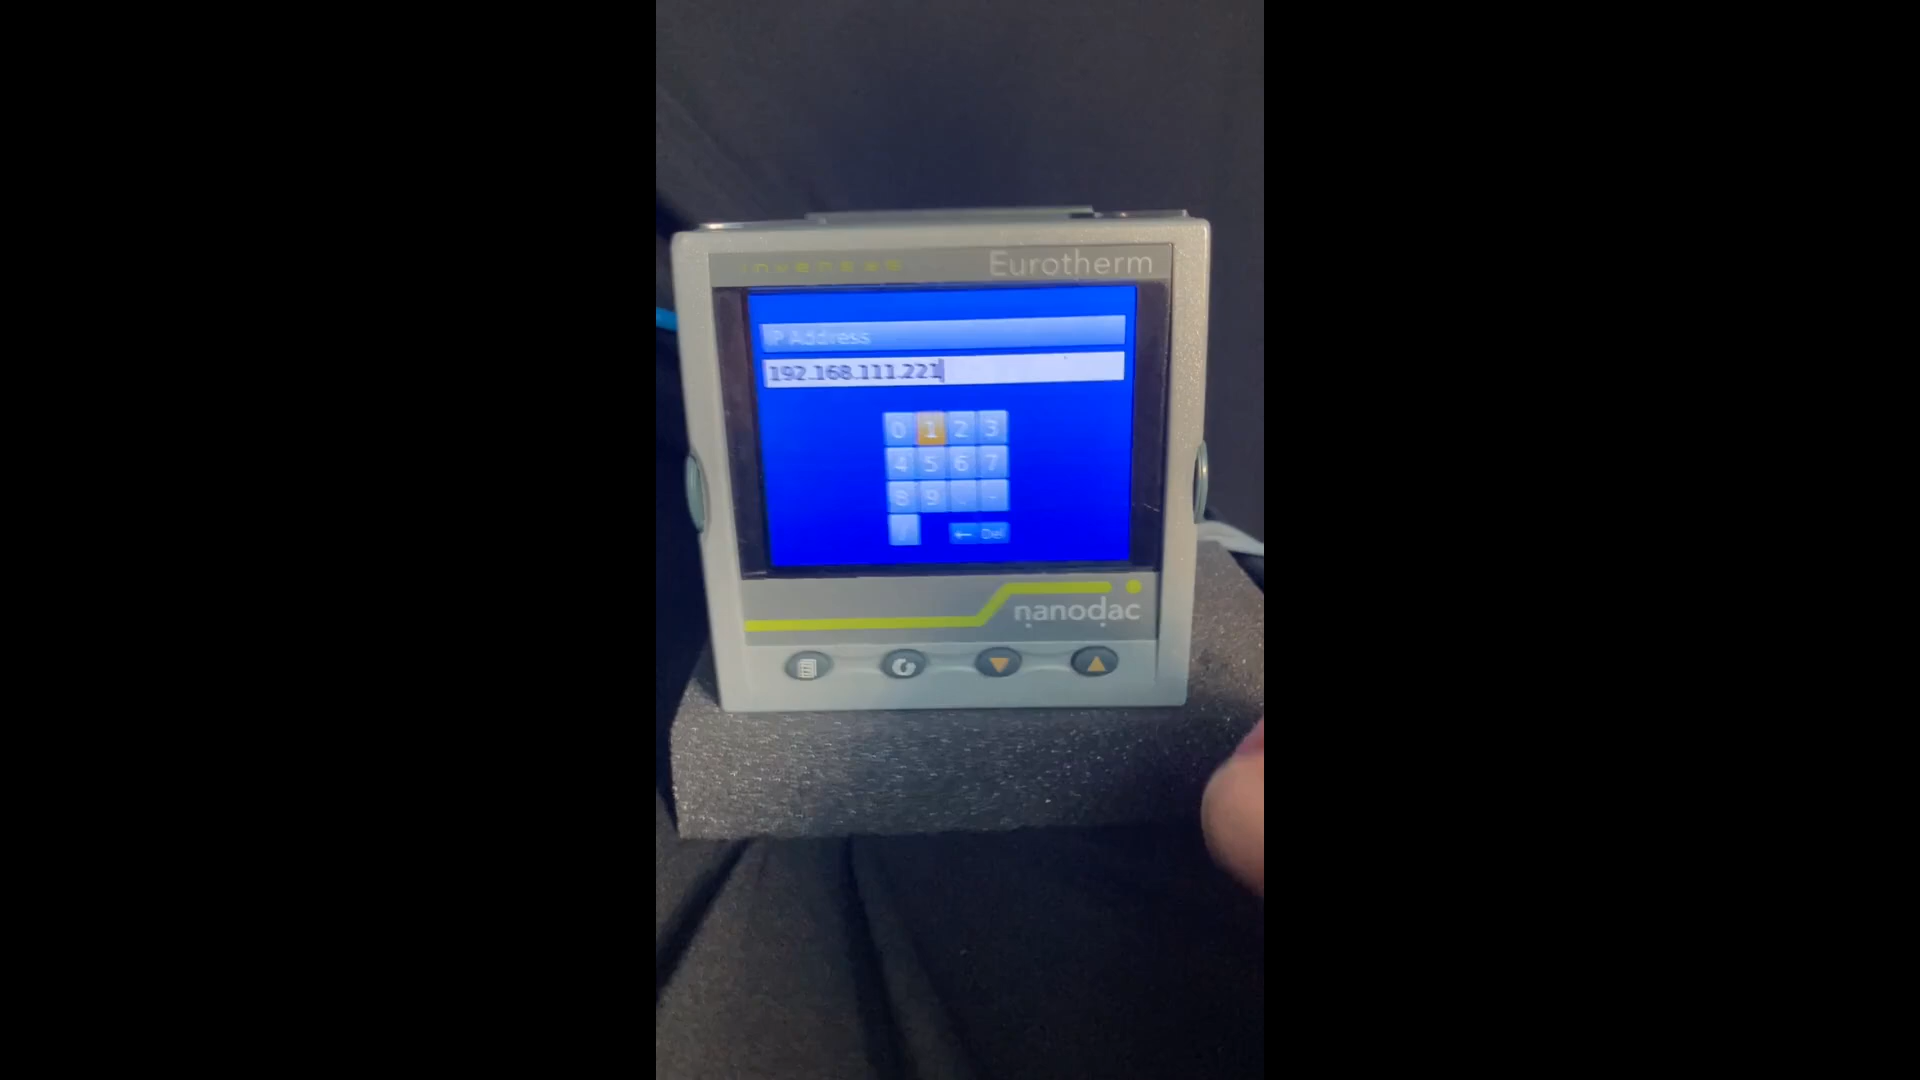 invensys
Eurotherm
IP Address
192.168.111.221
0 1 2 3
4 5 6 7
8 9 . -
/ ← Del
nanodac